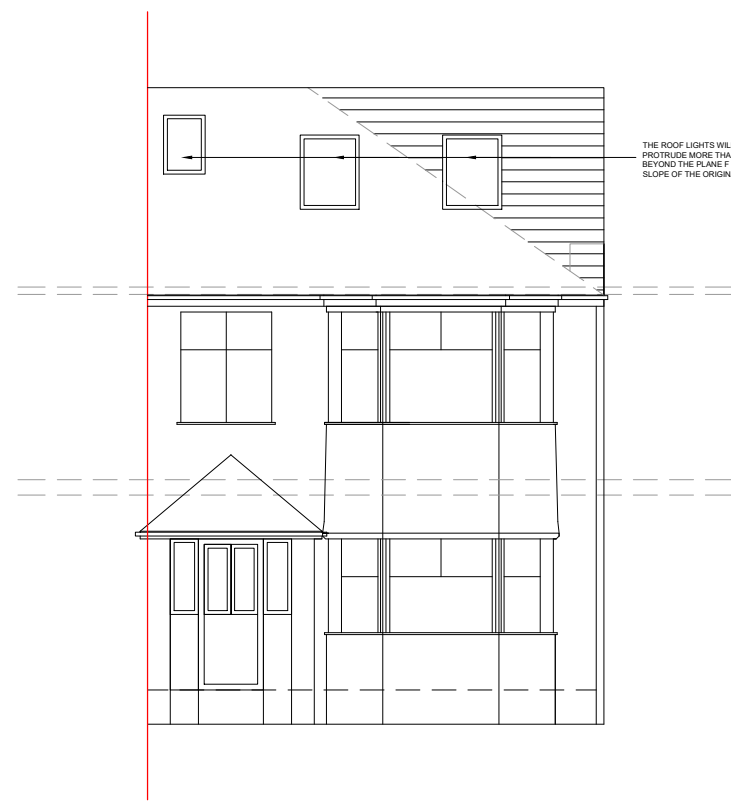 THE ROOF LIGHTS WIL
PROTRUDE MORE THA
BEYOND THE PLANE F
SLOPE OF THE ORIGIN